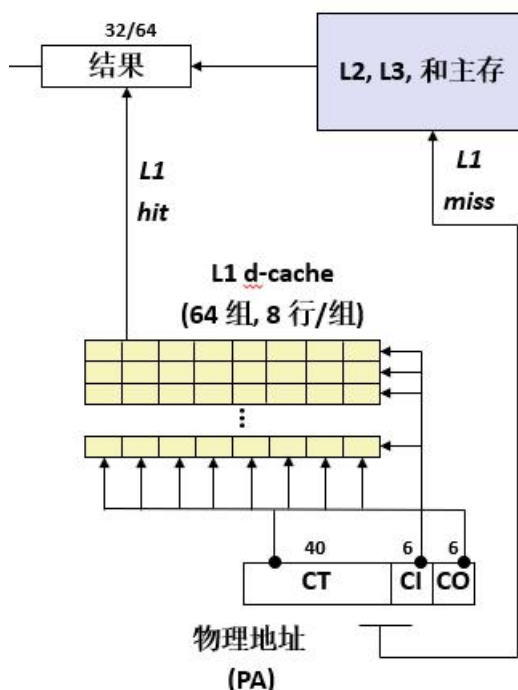 32/64
结果
L2, L3, 和主存
L1
hit
L1
miss
L1 d-cache
(64 组, 8 行/组)
...
40
6
6
CT
CI
CO
物理地址
(PA)